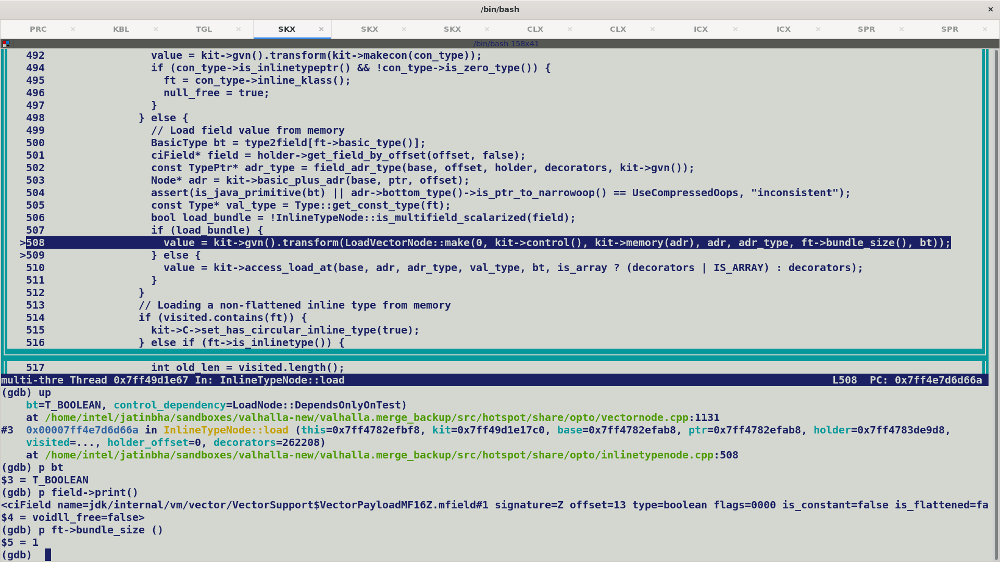 /bin/bash ×
PRC × KBL × TGL × SKX × SKX × SKX × CLX × CLX × ICX × ICX × SPR × SPR ×
/bin/bash 158x41
492                 value = kit->gvn().transform(kit->makecon(con_type));
494                 if (con_type->is_inlinetypeptr() && !con_type->is_zero_type()) {
495                   ft = con_type->inline_klass();
496                   null_free = true;
497                 }
498               } else {
499                 // Load field value from memory
500                 BasicType bt = type2field[ft->basic_type()];
501                 ciField* field = holder->get_field_by_offset(offset, false);
502                 const TypePtr* adr_type = field_adr_type(base, offset, holder, decorators, kit->gvn());
503                 Node* adr = kit->basic_plus_adr(base, ptr, offset);
504                 assert(is_java_primitive(bt) || adr->bottom_type()->is_ptr_to_narrowoop() == UseCompressedOops, "inconsistent");
505                 const Type* val_type = Type::get_const_type(ft);
506                 bool load_bundle = !InlineTypeNode::is_multifield_scalarized(field);
507                 if (load_bundle) {
>508                   value = kit->gvn().transform(LoadVectorNode::make(0, kit->control(), kit->memory(adr), adr, adr_type, ft->bundle_size(), bt));
>509                 } else {
510                   value = kit->access_load_at(base, adr, adr_type, val_type, bt, is_array ? (decorators | IS_ARRAY) : decorators);
511                 }
512               }
513               // Loading a non-flattened inline type from memory
514               if (visited.contains(ft)) {
515                 kit->C->set_has_circular_inline_type(true);
516               } else if (ft->is_inlinetype()) {
517                 int old_len = visited.length();
multi-thre Thread 0x7ff49d1e67 In: InlineTypeNode::load L508 PC: 0x7ff4e7d6d66a
(gdb) up
    bt=T_BOOLEAN, control_dependency=LoadNode::DependsOnlyOnTest)
    at /home/intel/jatinbha/sandboxes/valhalla-new/valhalla.merge_backup/src/hotspot/share/opto/vectornode.cpp:1131
#3  0x00007ff4e7d6d66a in InlineTypeNode::load (this=0x7ff4782efbf8, kit=0x7ff49d1e17c0, base=0x7ff4782efab8, ptr=0x7ff4782efab8, holder=0x7ff4783de9d8,
    visited=..., holder_offset=0, decorators=262208)
    at /home/intel/jatinbha/sandboxes/valhalla-new/valhalla.merge_backup/src/hotspot/share/opto/inlinetypenode.cpp:508
(gdb) p bt
$3 = T_BOOLEAN
(gdb) p field->print()
<ciField name=jdk/internal/vm/vector/VectorSupport$VectorPayloadMF16Z.mfield#1 signature=Z offset=13 type=boolean flags=0000 is_constant=false is_flattened=fa
$4 = voidll_free=false>
(gdb) p ft->bundle_size ()
$5 = 1
(gdb)